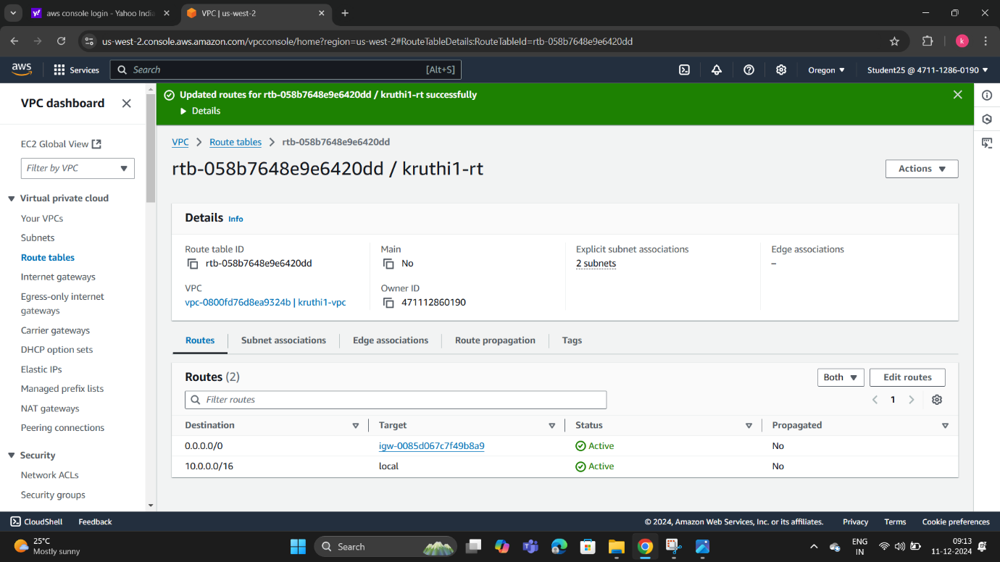 aws console login - Yahoo India
VPC | us-west-2
us-west-2.console.aws.amazon.com/vpcconsole/home?region=us-west-2#RouteTableDetails:RouteTableId=rtb-058b7648e9e6420dd
k
aws
Services
Search
[Alt+S]
Oregon
Student25 @ 4711-1286-0190
VPC dashboard
EC2 Global View
Filter by VPC
Virtual private cloud
Your VPCs
Subnets
Route tables
Internet gateways
Egress-only internet
gateways
Carrier gateways
DHCP option sets
Elastic IPs
Managed prefix lists
NAT gateways
Peering connections
Security
Network ACLs
Security groups
Updated routes for rtb-058b7648e9e6420dd / kruthi1-rt successfully
Details
VPC > Route tables > rtb-058b7648e9e6420dd
rtb-058b7648e9e6420dd / kruthi1-rt
Actions
Details Info
Route table ID
rtb-058b7648e9e6420dd
Main
No
Explicit subnet associations
2 subnets
Edge associations
–
VPC
vpc-0800fd76d8ea9324b | kruthi1-vpc
Owner ID
471112860190
Routes Subnet associations Edge associations Route propagation Tags
Routes (2)
Both
Edit routes
Filter routes
1
Destination Target Status Propagated
0.0.0.0/0 igw-0085d067c7f49b8a9 Active No
10.0.0.0/16 local Active No
CloudShell Feedback
© 2024, Amazon Web Services, Inc. or its affiliates. Privacy Terms Cookie preferences
25°C
Mostly sunny
Search
ENG
IN
09:13
11-12-2024